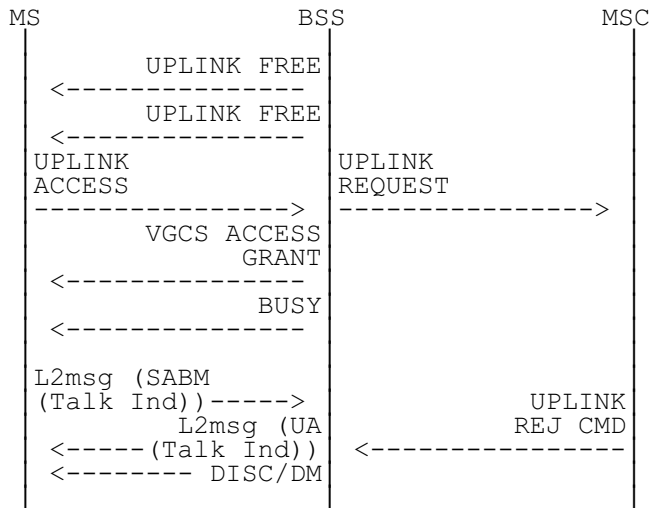 MS BSS MSC
UPLINK FREE
<---------------
UPLINK FREE
<---------------
UPLINK UPLINK
ACCESS REQUEST
----------------> ---------------->
VGCS ACCESS
GRANT
<---------------
BUSY
<---------------
L2msg (SABM
(Talk Ind))-----> UPLINK
L2msg (UA REJ CMD
<-----(Talk Ind)) <----------------
<-------- DISC/DM